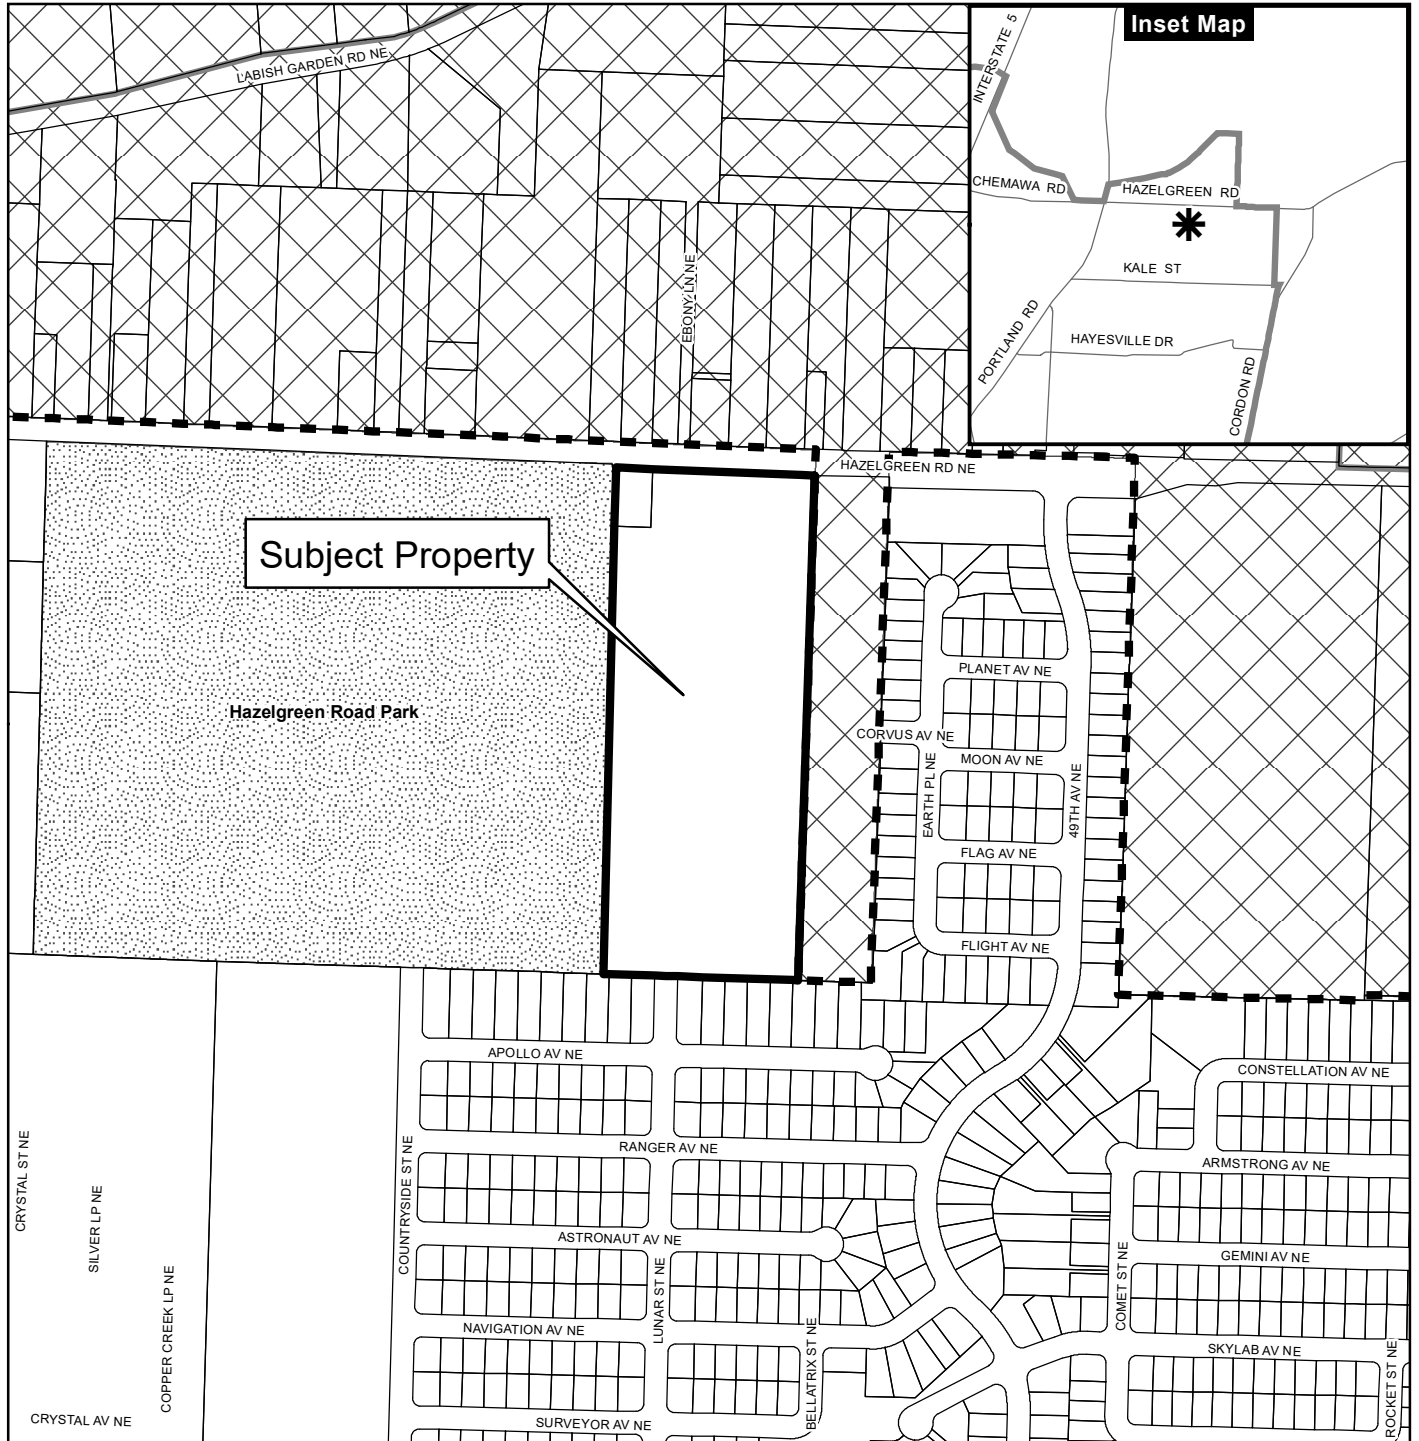 Inset Map
INTERSTATE 5
CHEMAWA RD
HAZELGREEN RD
KALE ST
PORTLAND RD
HAYESVILLE DR
CORDON RD
LABISH GARDEN RD NE
EBONY LN NE
HAZELGREEN RD NE
Subject Property
Hazelgreen Road Park
PLANET AV NE
CORVUS AV NE
MOON AV NE
EARTH PL NE
49TH AV NE
FLAG AV NE
FLIGHT AV NE
APOLLO AV NE
CONSTELLATION AV NE
RANGER AV NE
ARMSTRONG AV NE
CRYSTAL ST NE
SILVER LP NE
COUNTRYSIDE ST NE
ASTRONAUT AV NE
GEMINI AV NE
COMET ST NE
LUNAR ST NE
COPPER CREEK LP NE
NAVIGATION AV NE
BELLATRIX ST NE
SKYLAB AV NE
ROCKET ST NE
CRYSTAL AV NE
SURVEYOR AV NE